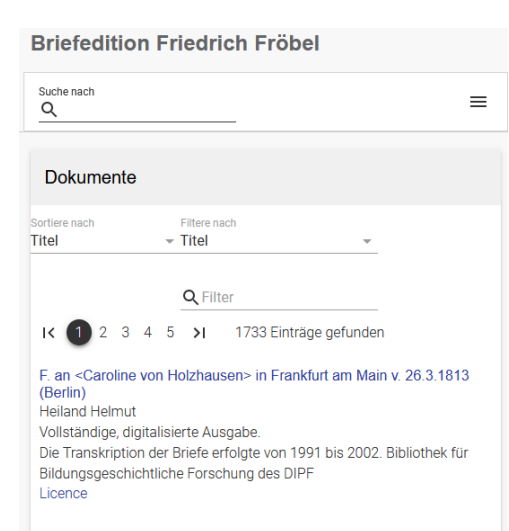 Briefedition Friedrich Fröbel
Suche nach
Dokumente
Sortiere nach Filtere nach
Titel Titel
Filter
1 2 3 4 5 1733 Einträge gefunden
F. an <Caroline von Holzhausen> in Frankfurt am Main v. 26.3.1813
(Berlin)
Heiland Helmut
Vollständige, digitalisierte Ausgabe.
Die Transkription der Briefe erfolgte von 1991 bis 2002. Bibliothek für
Bildungsgeschichtliche Forschung des DIPF
Licence